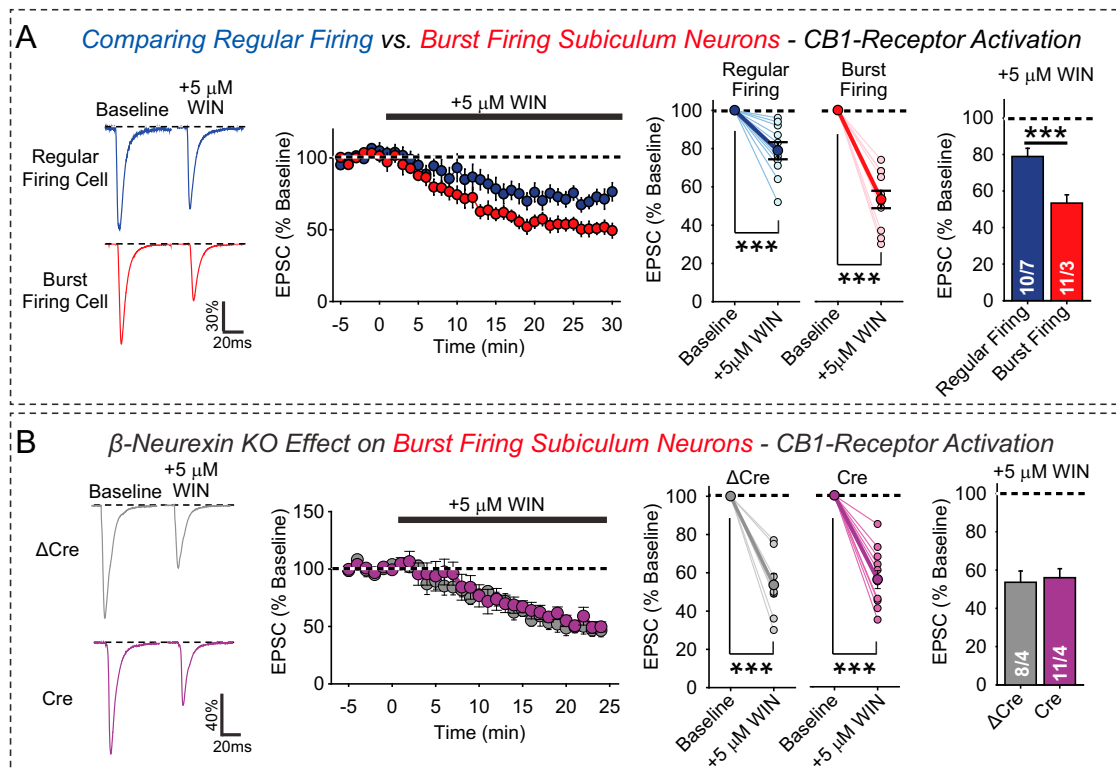 A
Comparing Regular Firing vs. Burst Firing Subiculum Neurons - CB1-Receptor Activation
Baseline
+5 μM
WIN
Regular
Firing Cell
Burst
Firing Cell
30%
20ms
+5 μM WIN
EPSC (% Baseline)
100
50
0
-5
0
5
10
15
20
25
30
Time (min)
Regular
Firing
Burst
Firing
EPSC (% Baseline)
100
80
60
40
20
0
***
***
Baseline
+5μM WIN
Baseline
+5μM WIN
+5 μM WIN
EPSC (% Baseline)
100
80
60
40
20
0
***
10/7
11/3
Regular Firing
Burst Firing
B
β-Neurexin KO Effect on Burst Firing Subiculum Neurons - CB1-Receptor Activation
Baseline
+5 μM
WIN
ΔCre
Cre
40%
20ms
+5 μM WIN
EPSC (% Baseline)
150
100
50
0
-5
0
5
10
15
20
25
Time (min)
ΔCre
Cre
EPSC (% Baseline)
100
80
60
40
20
0
***
***
Baseline
+5 μM WIN
Baseline
+5 μM WIN
+5 μM WIN
EPSC (% Baseline)
100
80
60
40
20
0
8/4
11/4
ΔCre
Cre